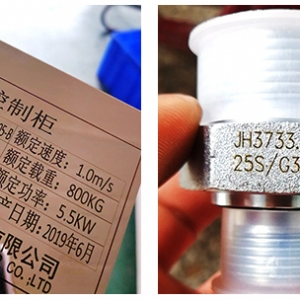 控制柜
额定速度: 1.0m/s
额定载重: 800KG
额定功率: 5.5KW
产日期: 2019年6月
有限公司
CO.,LTD
JH3733.
25S/G3